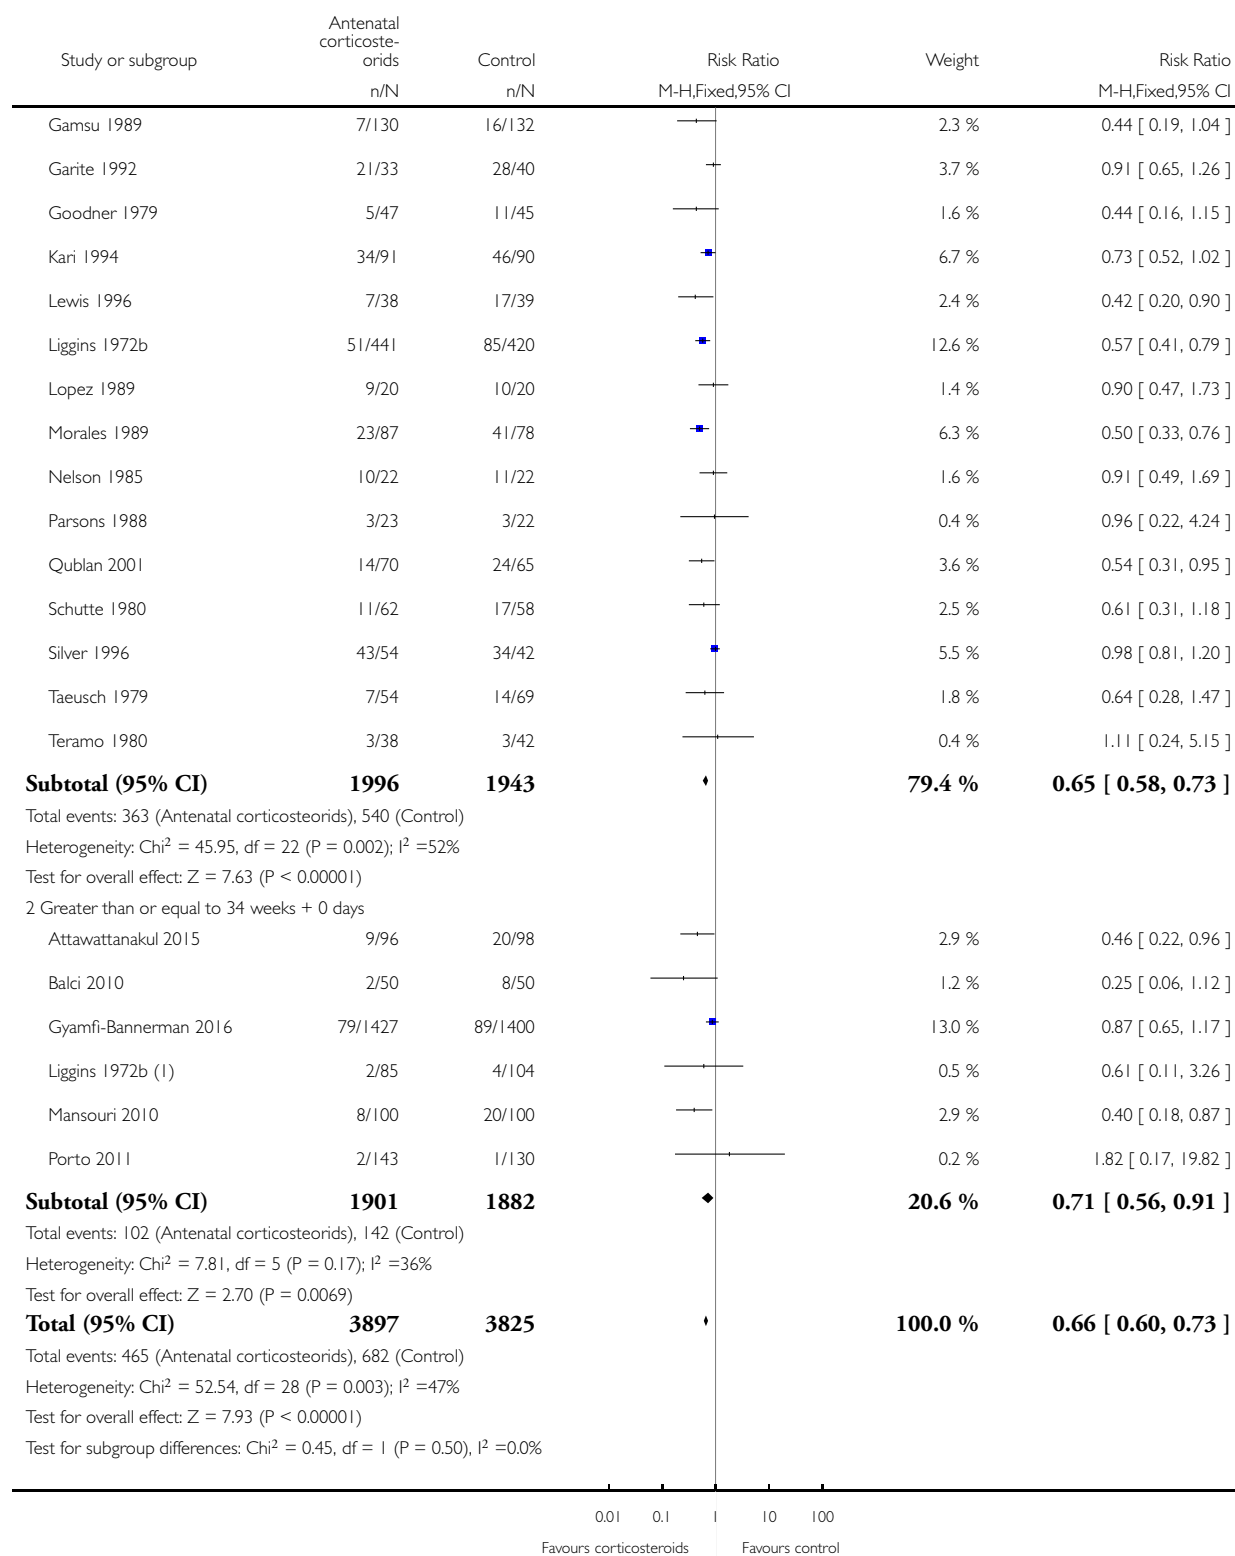 Antenatal
corticoste-
Study or subgroup orids Control Risk Ratio Weight Risk Ratio
n/N n/N M-H,Fixed,95% CI M-H,Fixed,95% CI
Gamsu 1989 7/130 16/132 2.3 % 0.44 [ 0.19, 1.04 ]
Garite 1992 21/33 28/40 3.7 % 0.91 [ 0.65, 1.26 ]
Goodner 1979 5/47 11/45 1.6 % 0.44 [ 0.16, 1.15 ]
Kari 1994 34/91 46/90 6.7 % 0.73 [ 0.52, 1.02 ]
Lewis 1996 7/38 17/39 2.4 % 0.42 [ 0.20, 0.90 ]
Liggins 1972b 51/441 85/420 12.6 % 0.57 [ 0.41, 0.79 ]
Lopez 1989 9/20 10/20 1.4 % 0.90 [ 0.47, 1.73 ]
Morales 1989 23/87 41/78 6.3 % 0.50 [ 0.33, 0.76 ]
Nelson 1985 10/22 11/22 1.6 % 0.91 [ 0.49, 1.69 ]
Parsons 1988 3/23 3/22 0.4 % 0.96 [ 0.22, 4.24 ]
Qublan 2001 14/70 24/65 3.6 % 0.54 [ 0.31, 0.95 ]
Schutte 1980 11/62 17/58 2.5 % 0.61 [ 0.31, 1.18 ]
Silver 1996 43/54 34/42 5.5 % 0.98 [ 0.81, 1.20 ]
Taeusch 1979 7/54 14/69 1.8 % 0.64 [ 0.28, 1.47 ]
Teramo 1980 3/38 3/42 0.4 % 1.11 [ 0.24, 5.15 ]
Subtotal (95% CI) 1996 1943 79.4 % 0.65 [ 0.58, 0.73 ]
Total events: 363 (Antenatal corticosteorids), 540 (Control)
Heterogeneity: Chi² = 45.95, df = 22 (P = 0.002); I² =52%
Test for overall effect: Z = 7.63 (P < 0.00001)
2 Greater than or equal to 34 weeks + 0 days
Attawattanakul 2015 9/96 20/98 2.9 % 0.46 [ 0.22, 0.96 ]
Balci 2010 2/50 8/50 1.2 % 0.25 [ 0.06, 1.12 ]
Gyamfi-Bannerman 2016 79/1427 89/1400 13.0 % 0.87 [ 0.65, 1.17 ]
Liggins 1972b (1) 2/85 4/104 0.5 % 0.61 [ 0.11, 3.26 ]
Mansouri 2010 8/100 20/100 2.9 % 0.40 [ 0.18, 0.87 ]
Porto 2011 2/143 1/130 0.2 % 1.82 [ 0.17, 19.82 ]
Subtotal (95% CI) 1901 1882 20.6 % 0.71 [ 0.56, 0.91 ]
Total events: 102 (Antenatal corticosteorids), 142 (Control)
Heterogeneity: Chi² = 7.81, df = 5 (P = 0.17); I² =36%
Test for overall effect: Z = 2.70 (P = 0.0069)
Total (95% CI) 3897 3825 100.0 % 0.66 [ 0.60, 0.73 ]
Total events: 465 (Antenatal corticosteorids), 682 (Control)
Heterogeneity: Chi² = 52.54, df = 28 (P = 0.003); I² =47%
Test for overall effect: Z = 7.93 (P < 0.00001)
Test for subgroup differences: Chi² = 0.45, df = 1 (P = 0.50), I² =0.0%
0.01 0.1 1 10 100
Favours corticosteroids Favours control